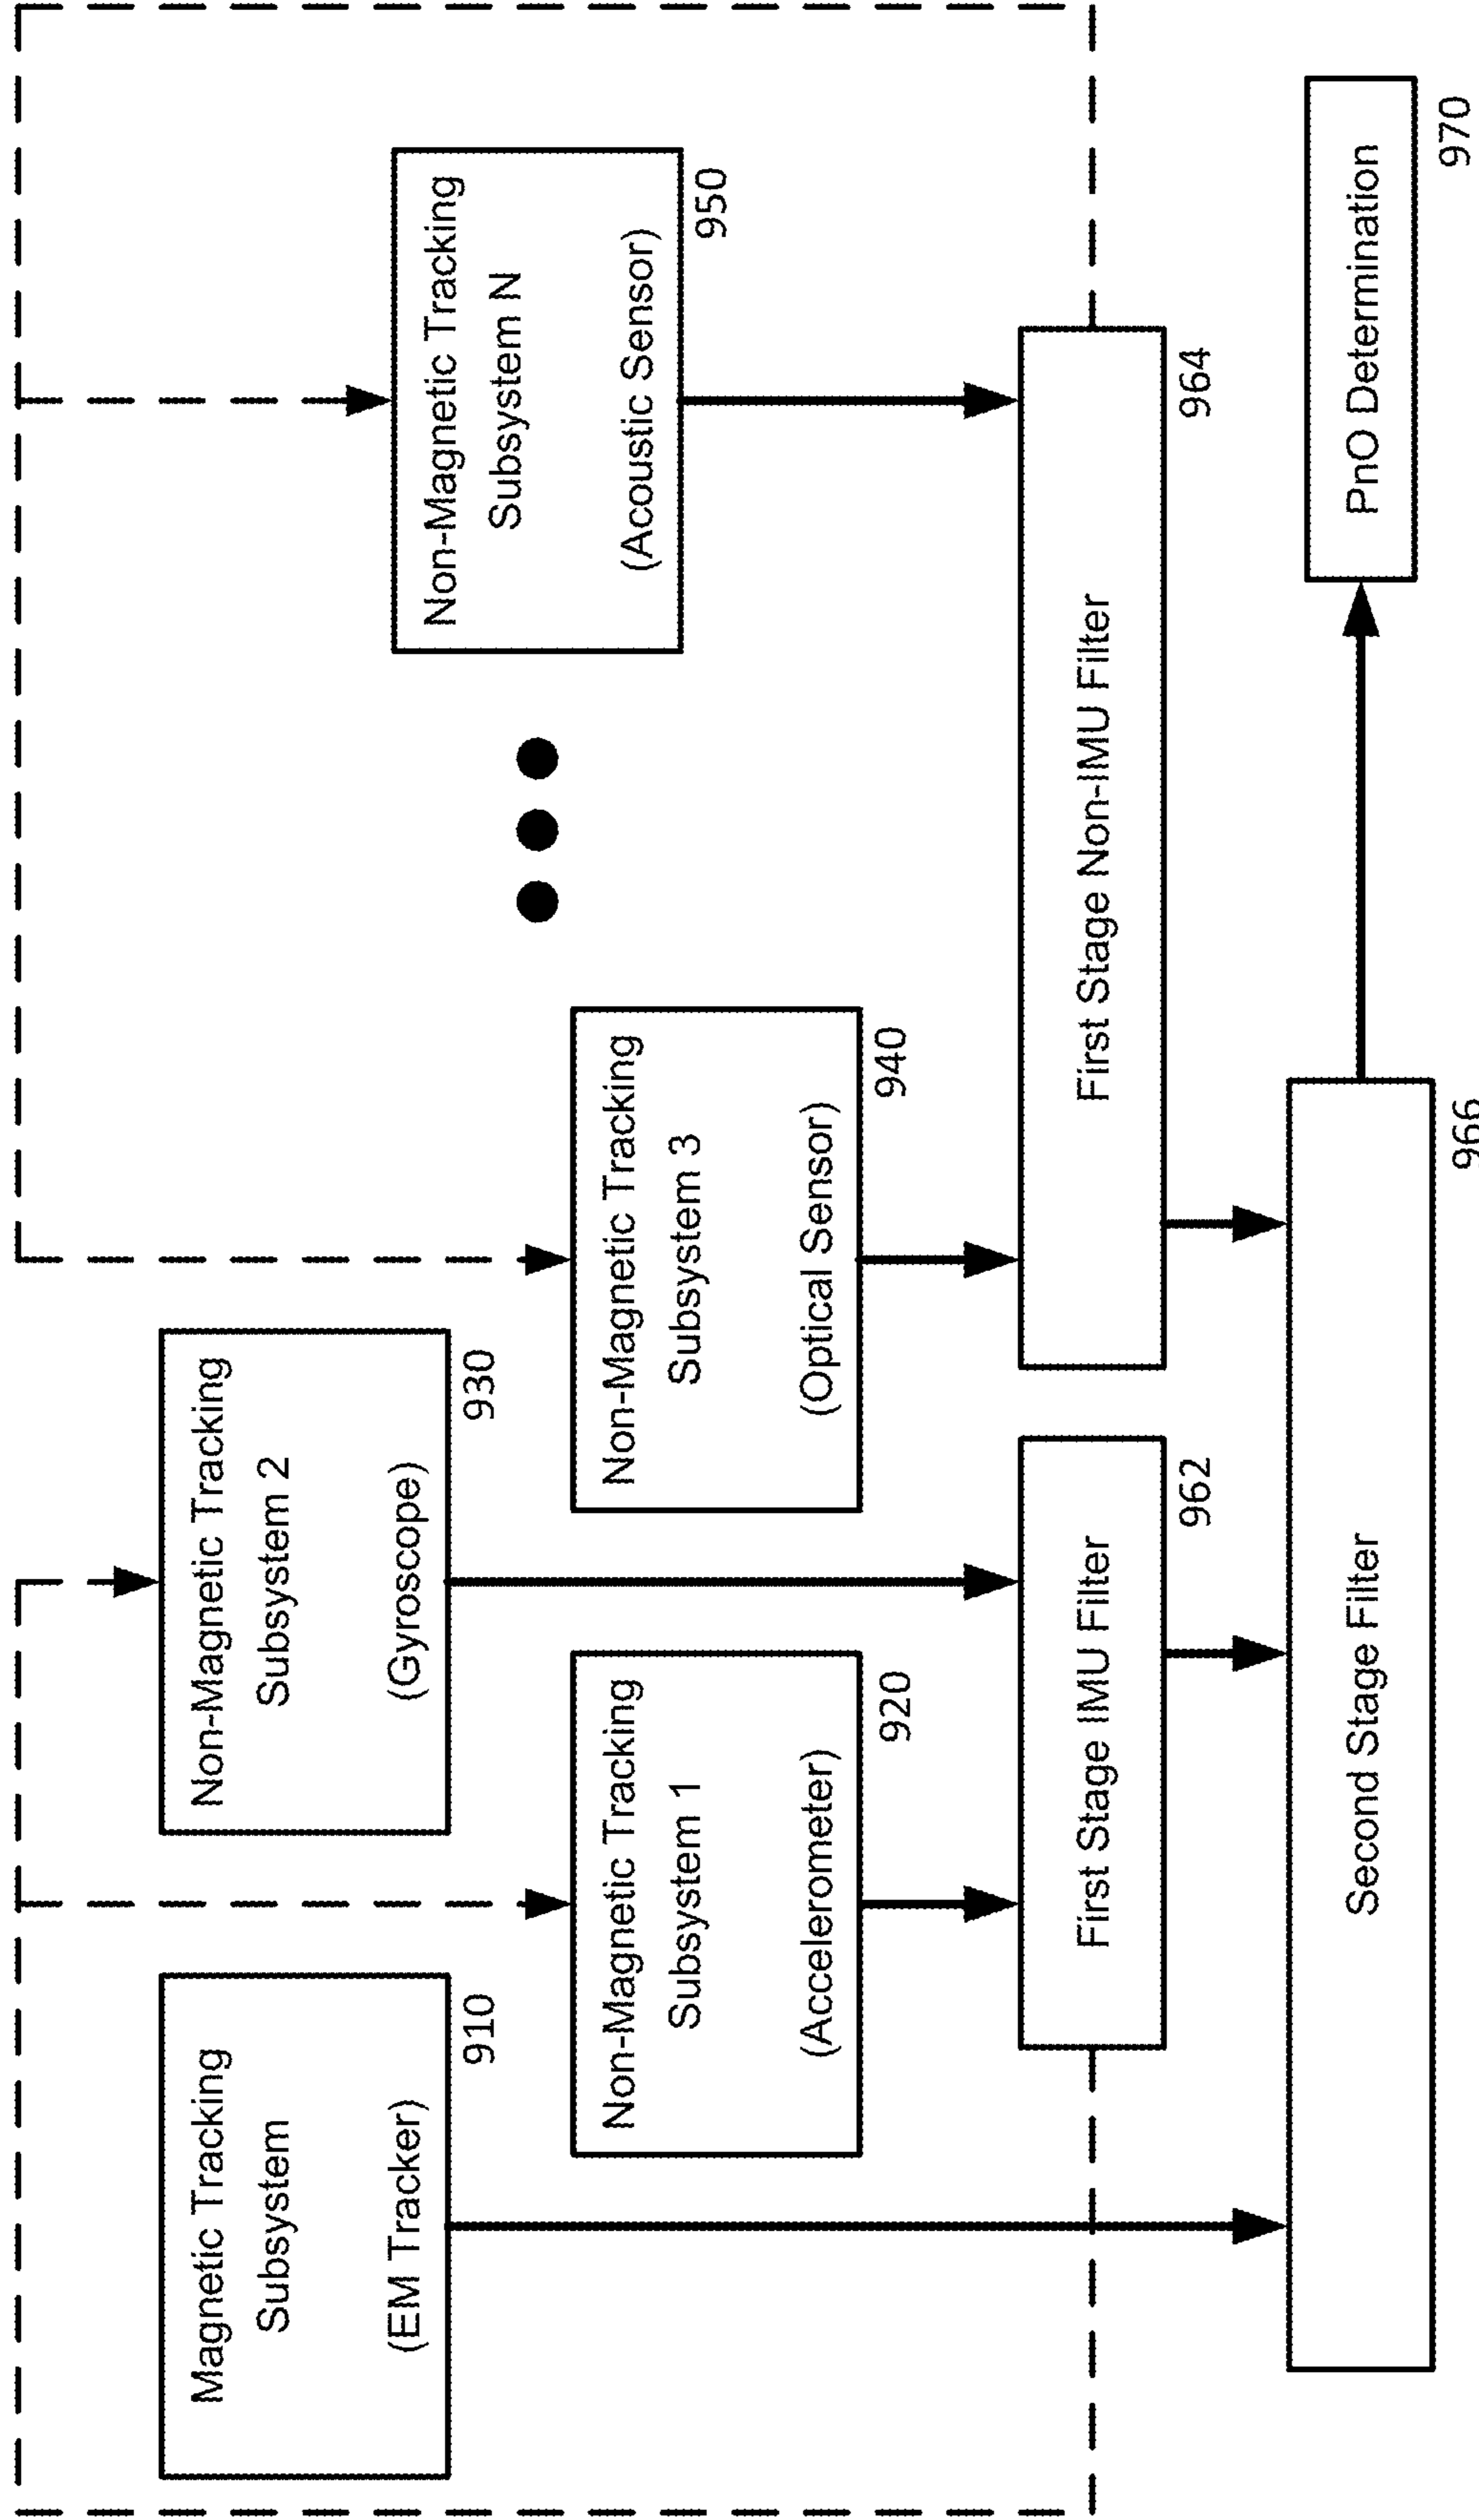 Magnetic Tracking
Subsystem
(EM Tracker)
910
Non-Magnetic Tracking
Subsystem 2
(Gyroscope)
930
Non-Magnetic Tracking
Subsystem 1
(Accelerometer)
920
Non-Magnetic Tracking
Subsystem 3
(Optical Sensor)
940
Non-Magnetic Tracking
Subsystem N
(Acoustic Sensor)
950
First Stage IMU Filter
962
First Stage Non-IMU Filter
964
Second Stage Filter
966
PnO Determination
970